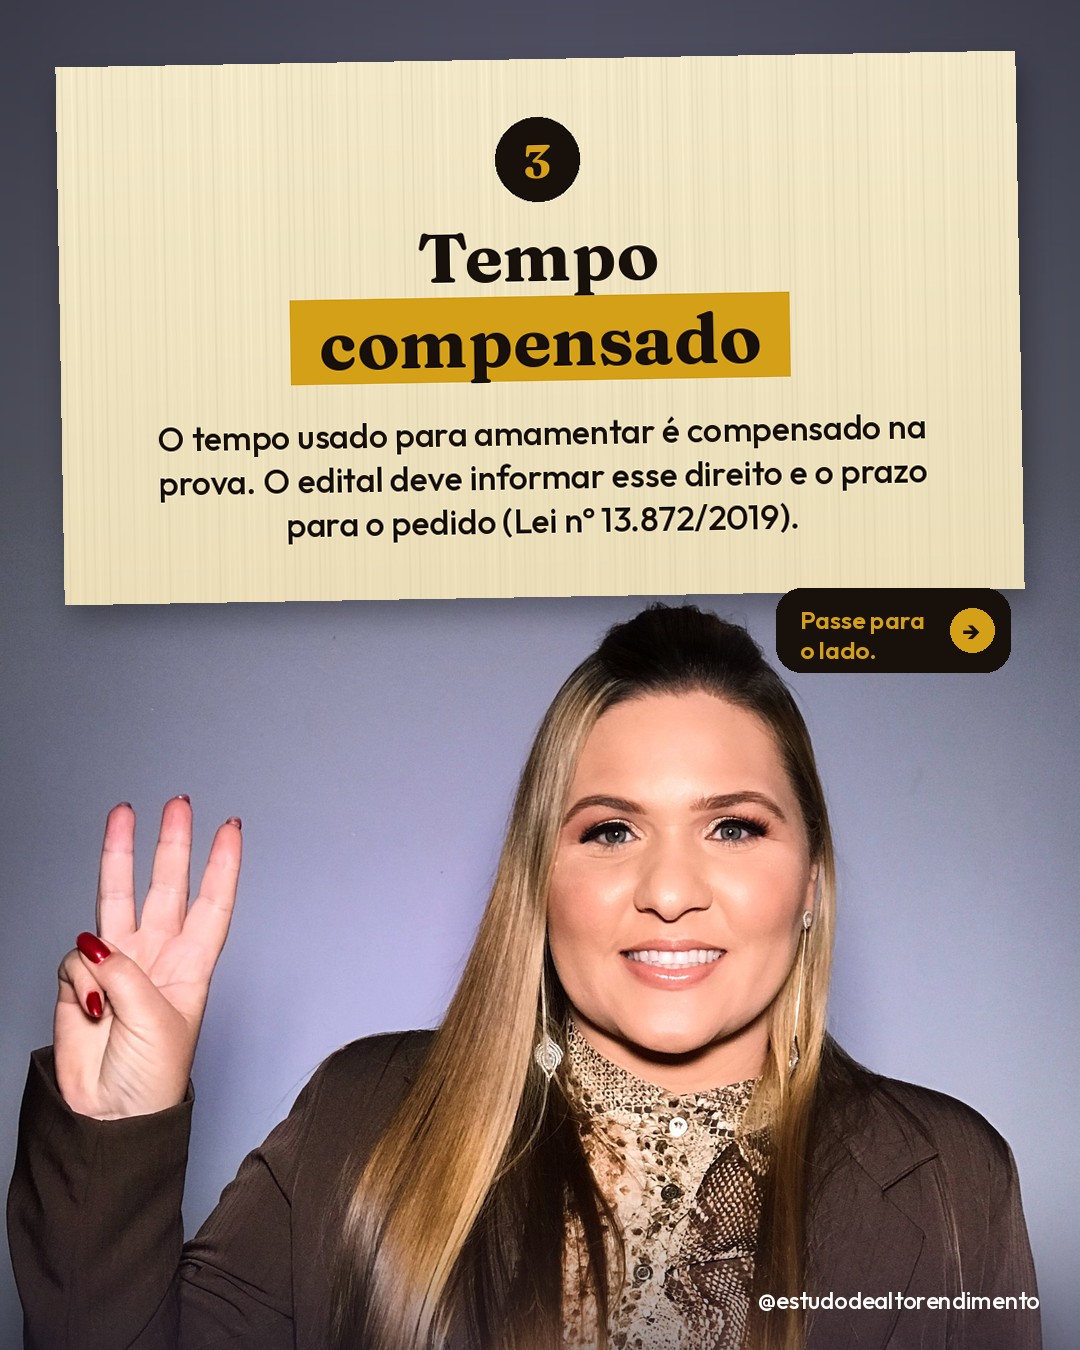 3
Tempo
compensado
O tempo usado para amamentar é compensado na
prova. O edital deve informar esse direito e o prazo
para o pedido (Lei nº 13.872/2019).
Passe para
o lado.
@estudodealtorendimento